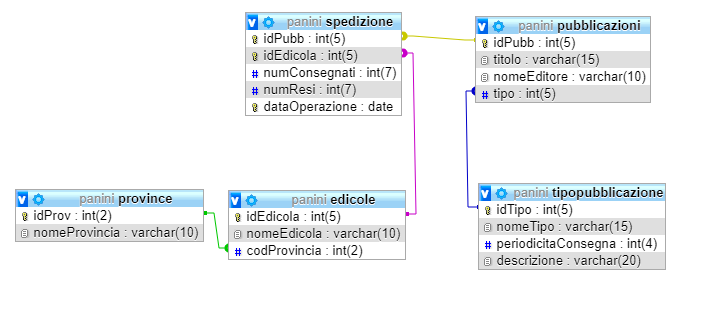 panini spedizione
idPubb : int(5)
idEdicola : int(5)
# numConsegnati : int(7)
# numResi : int(7)
dataOperazione : date
panini pubblicazioni
idPubb : int(5)
titolo : varchar(15)
nomeEditore : varchar(10)
# tipo : int(5)
panini province
idProv : int(2)
nomeProvincia : varchar(10)
panini edicole
idEdicola : int(5)
nomeEdicola : varchar(10)
# codProvincia : int(2)
panini tipopubblicazione
idTipo : int(5)
nomeTipo : varchar(15)
# periodicitaConsegna : int(4)
descrizione : varchar(20)